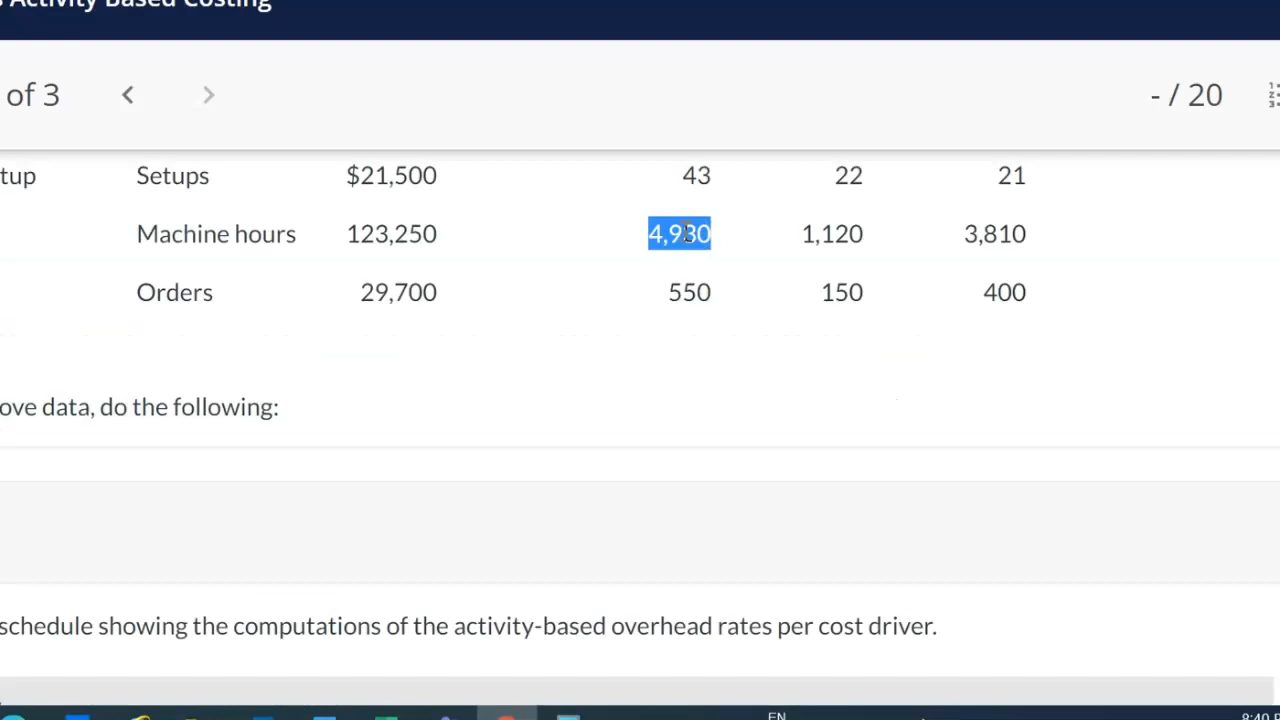 s Activity Based Costing
of 3 - / 20
tup Setups $21,500 43 22 21
Machine hours 123,250 4,930 1,120 3,810
Orders 29,700 550 150 400
ove data, do the following:
schedule showing the computations of the activity-based overhead rates per cost driver.
EN